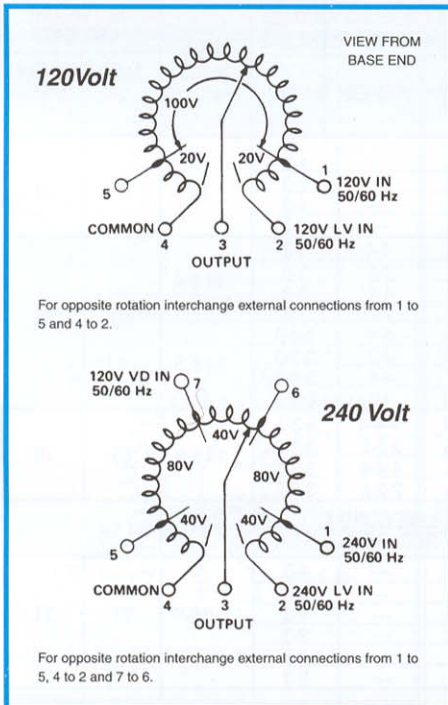 VIEW FROM
BASE END
120Volt
100V
20V
20V
5
1
120V IN
50/60 Hz
COMMON
4
3
2
120V LV IN
50/60 Hz
OUTPUT
For opposite rotation interchange external connections from 1 to
5 and 4 to 2.
120V VD IN
50/60 Hz
7
6
240 Volt
40V
80V
80V
40V
40V
5
1
240V IN
50/60 Hz
COMMON
4
3
2
240V LV IN
50/60 Hz
OUTPUT
For opposite rotation interchange external connections from 1 to
5, 4 to 2 and 7 to 6.